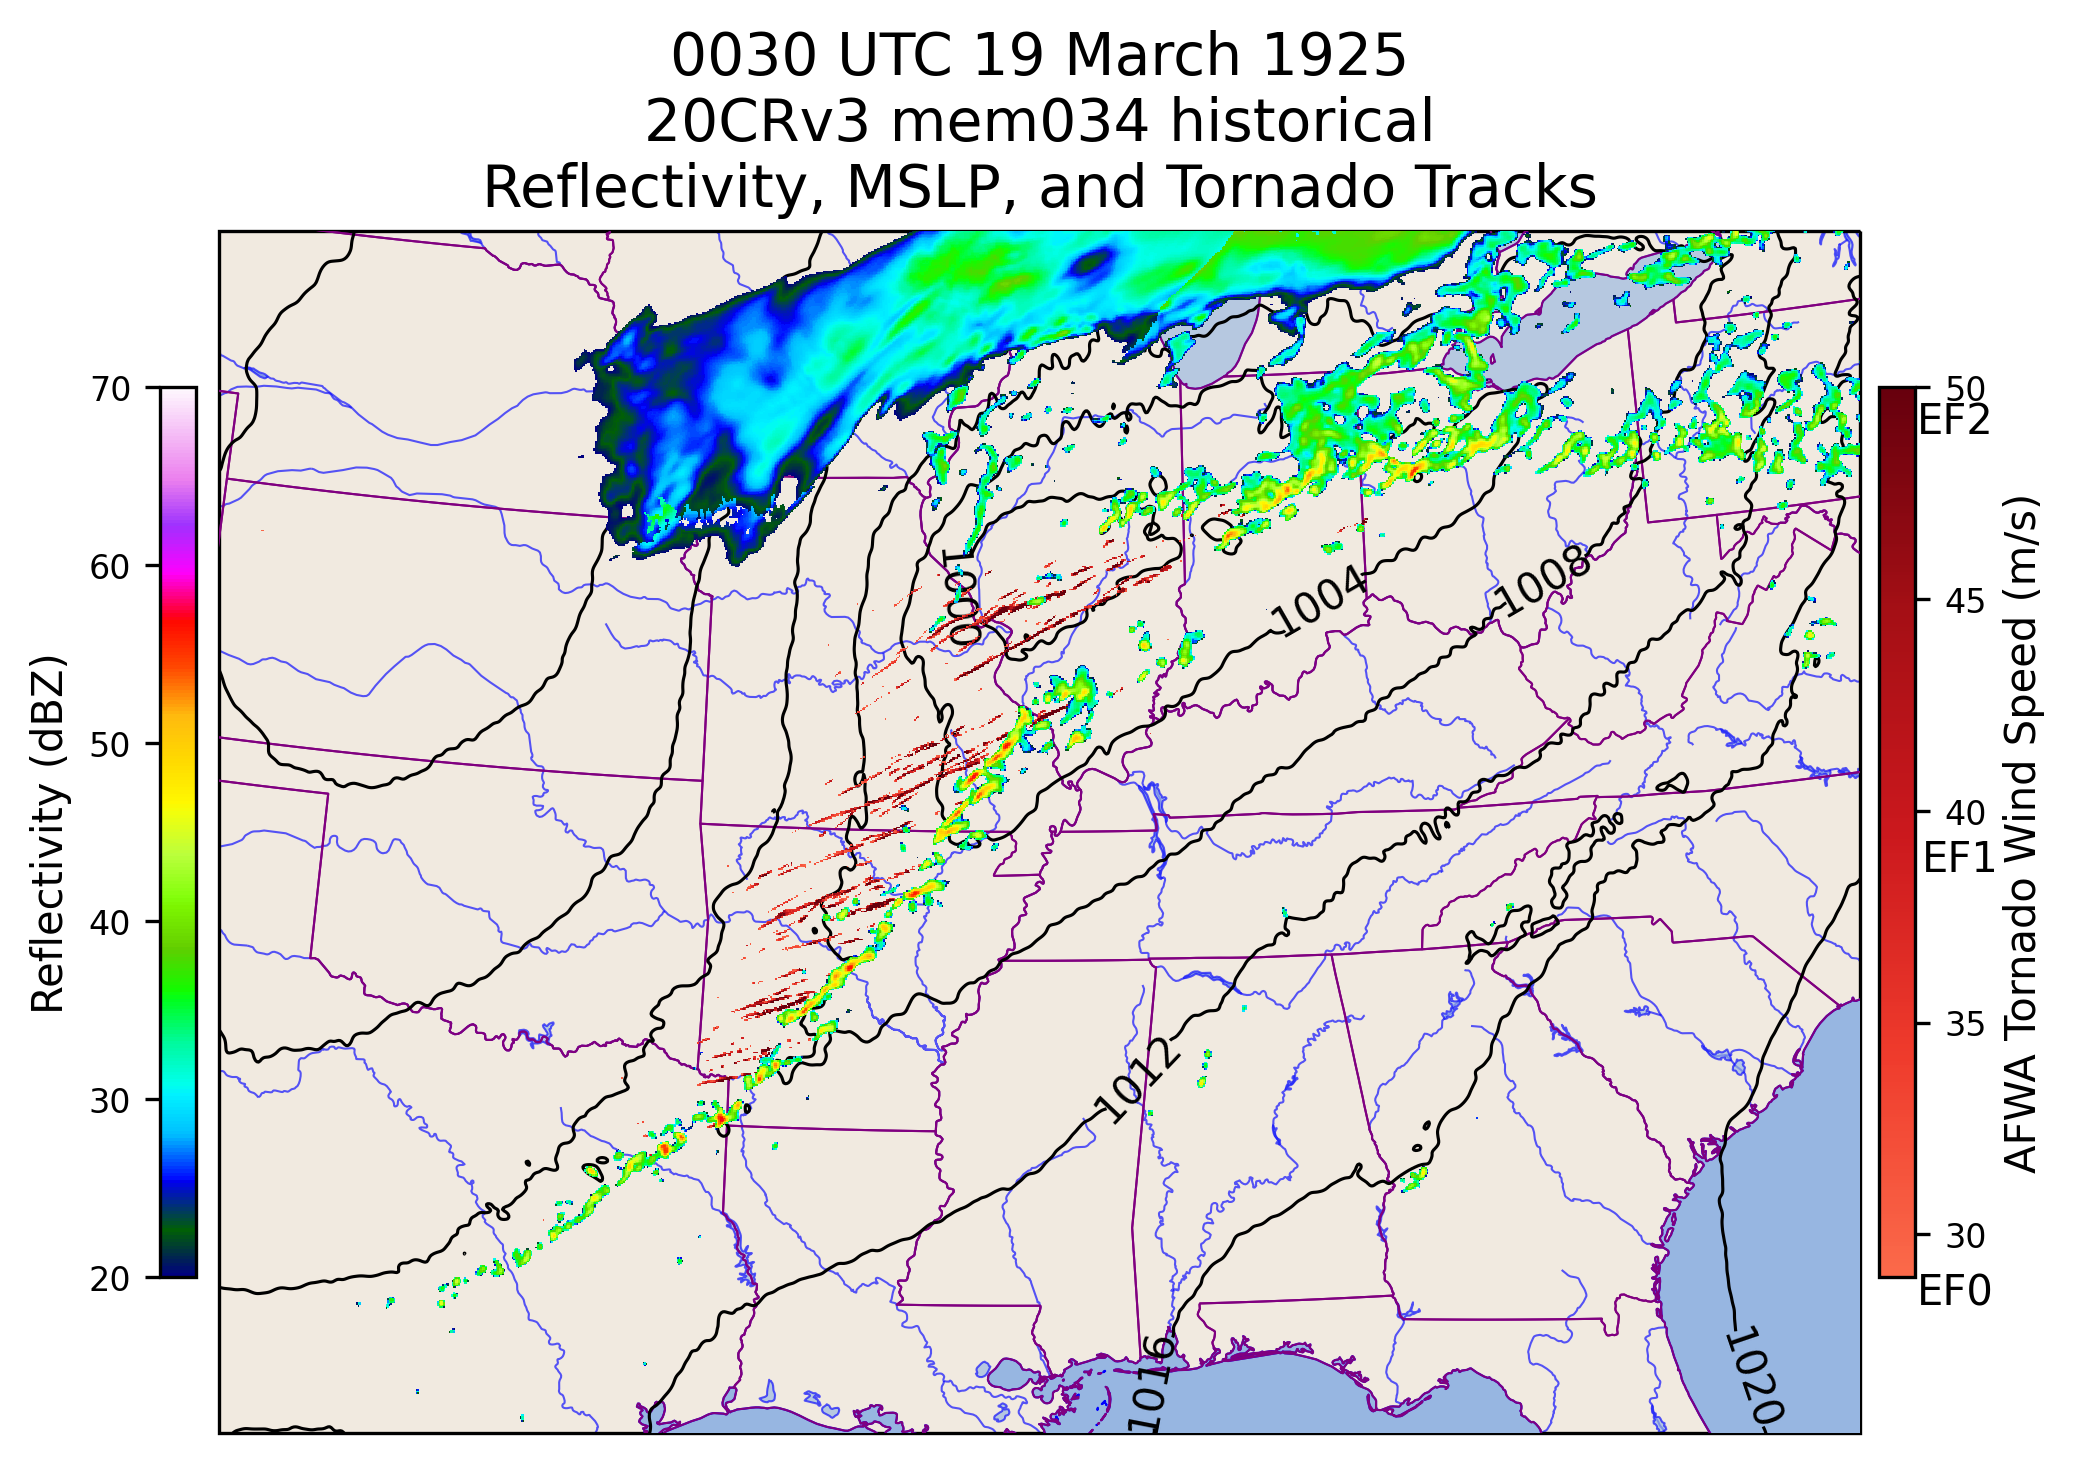 0030 UTC 19 March 1925
20CRv3 mem034 historical
Reflectivity, MSLP, and Tornado Tracks
Reflectivity (dBZ)
70
60
50
40
30
20
1000
1004
1008
1012
1016
1020
50
EF2
45
40
EF1
35
30
EF0
AFWA Tornado Wind Speed (m/s)